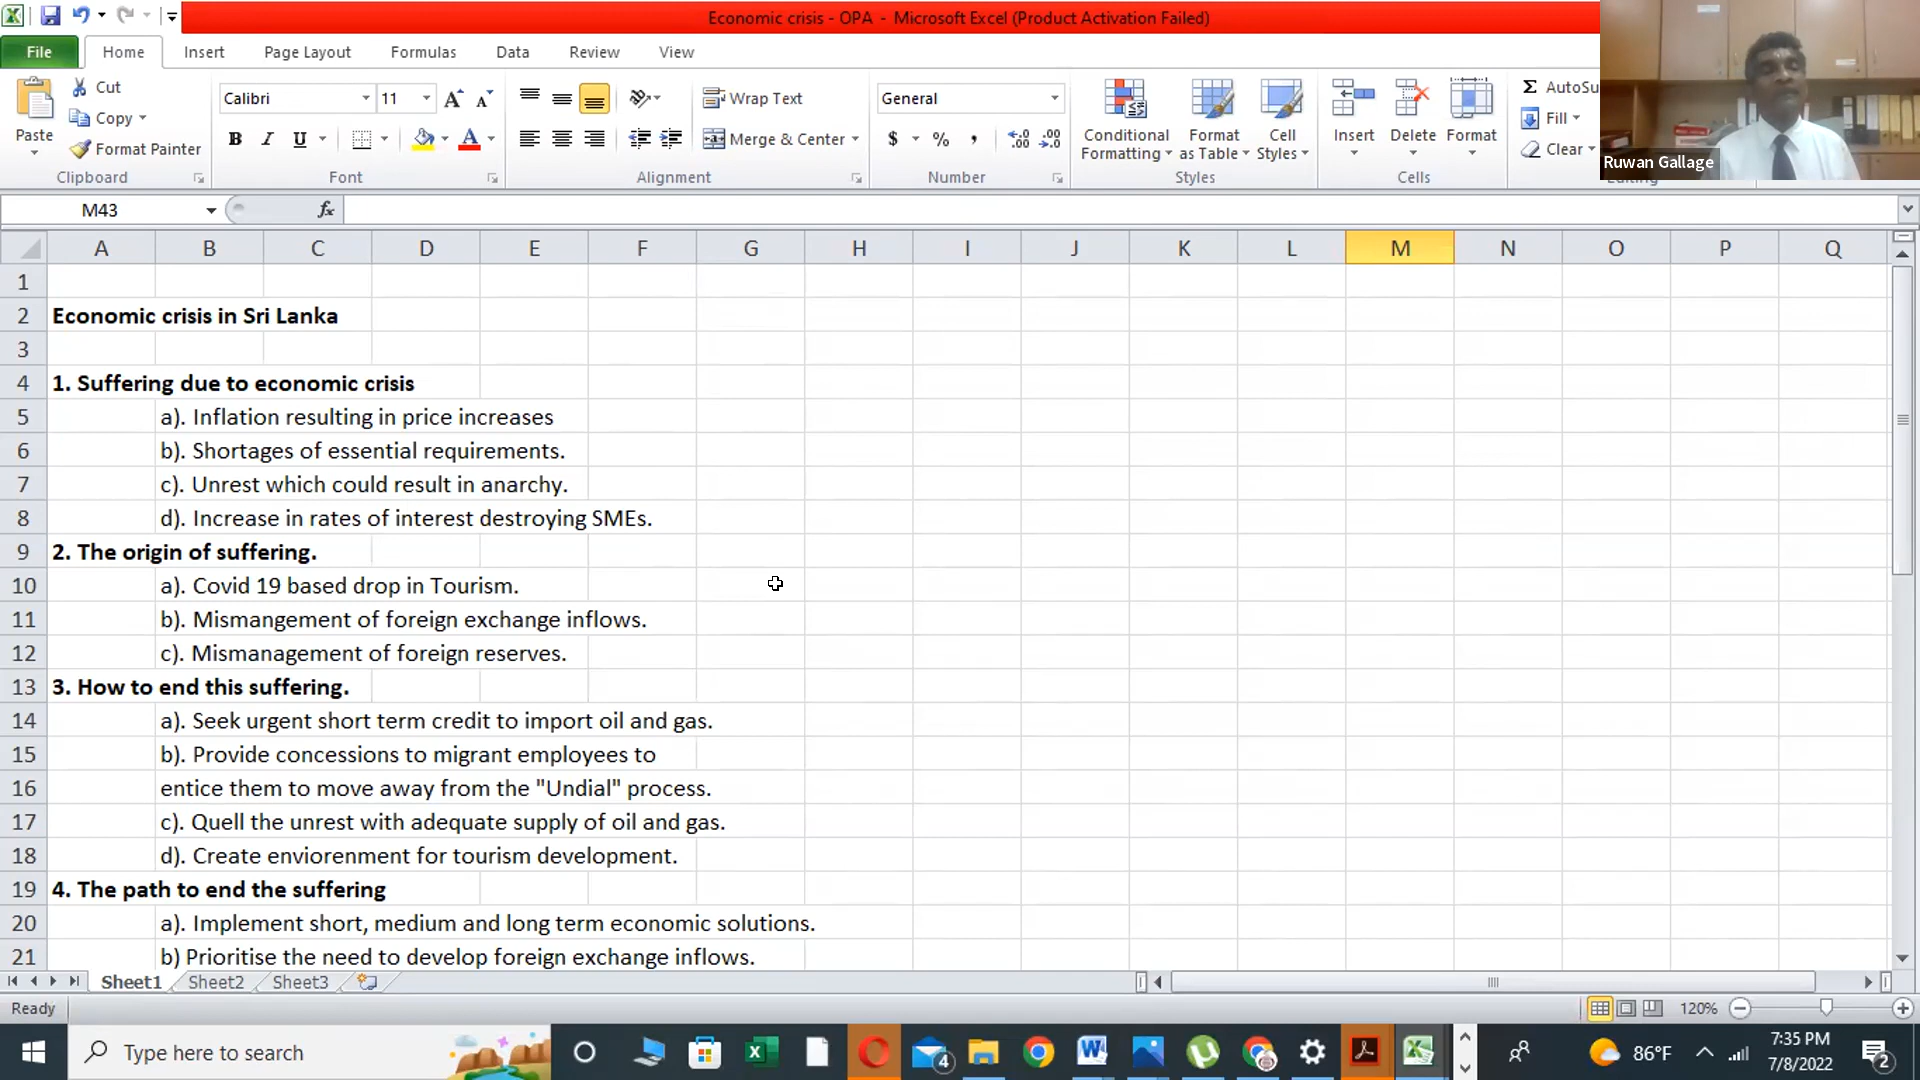 Economic crisis - OPA - Microsoft Excel (Product Activation Failed)
File Home Insert Page Layout Formulas Data Review View
Cut
Copy
Format Painter
Paste
Clipboard
Calibri 11
B I U
Font
Wrap Text
Merge & Center
Alignment
General
$ % ,
Number
Conditional Formatting
Format as Table
Cell Styles
Styles
Insert Delete Format
Cells
Σ AutoSu
Fill
Clear
Ruwan Gallage
M43 fx
A B C D E F G H I J K L M N O P Q
1
2 Economic crisis in Sri Lanka
3
4 1. Suffering due to economic crisis
5 a). Inflation resulting in price increases
6 b). Shortages of essential requirements.
7 c). Unrest which could result in anarchy.
8 d). Increase in rates of interest destroying SMEs.
9 2. The origin of suffering.
10 a). Covid 19 based drop in Tourism.
11 b). Mismangement of foreign exchange inflows.
12 c). Mismanagement of foreign reserves.
13 3. How to end this suffering.
14 a). Seek urgent short term credit to import oil and gas.
15 b). Provide concessions to migrant employees to
16 entice them to move away from the "Undial" process.
17 c). Quell the unrest with adequate supply of oil and gas.
18 d). Create enviorenment for tourism development.
19 4. The path to end the suffering
20 a). Implement short, medium and long term economic solutions.
21 b) Prioritise the need to develop foreign exchange inflows.
Sheet1 Sheet2 Sheet3
Ready 120%
Type here to search 4 86°F 7:35 PM
7/8/2022 2